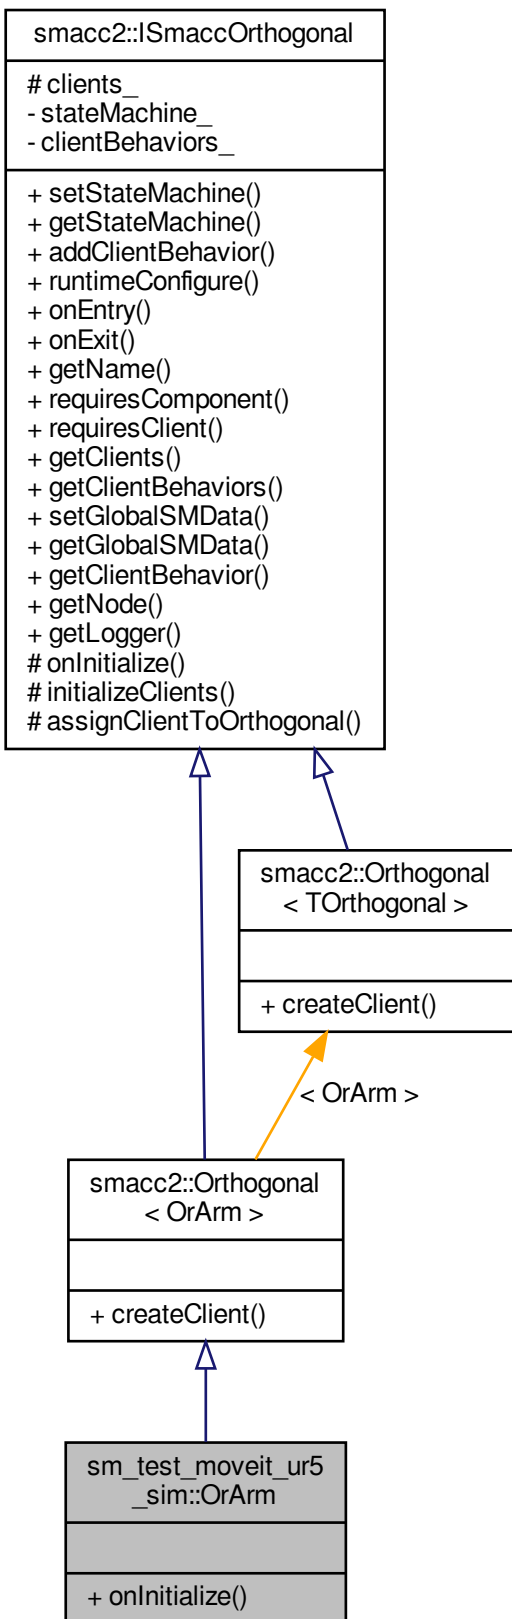 smacc2::ISmaccOrthogonal
# clients_
- stateMachine_
- clientBehaviors_
+ setStateMachine()
+ getStateMachine()
+ addClientBehavior()
+ runtimeConfigure()
+ onEntry()
+ onExit()
+ getName()
+ requiresComponent()
+ requiresClient()
+ getClients()
+ getClientBehaviors()
+ setGlobalSMData()
+ getGlobalSMData()
+ getClientBehavior()
+ getNode()
+ getLogger()
# onInitialize()
# initializeClients()
# assignClientToOrthogonal()
smacc2::Orthogonal
< TOrthogonal >
+ createClient()
< OrArm >
smacc2::Orthogonal
< OrArm >
+ createClient()
sm_test_moveit_ur5
_sim::OrArm
+ onInitialize()